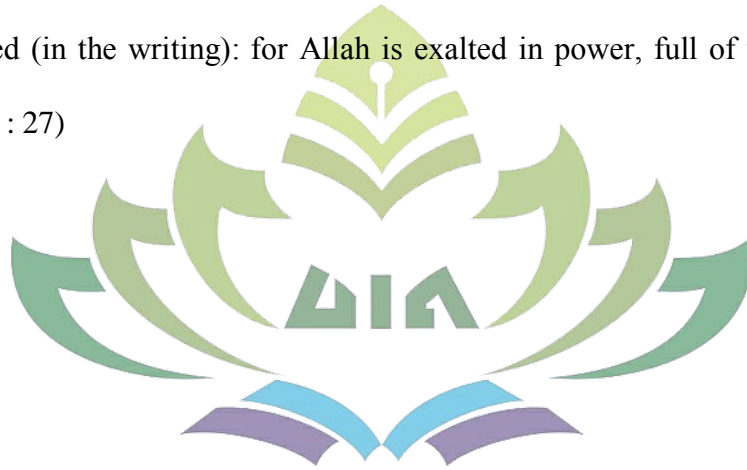 ed (in the writing): for Allah is exalted in power, full of
: 27)
UIN